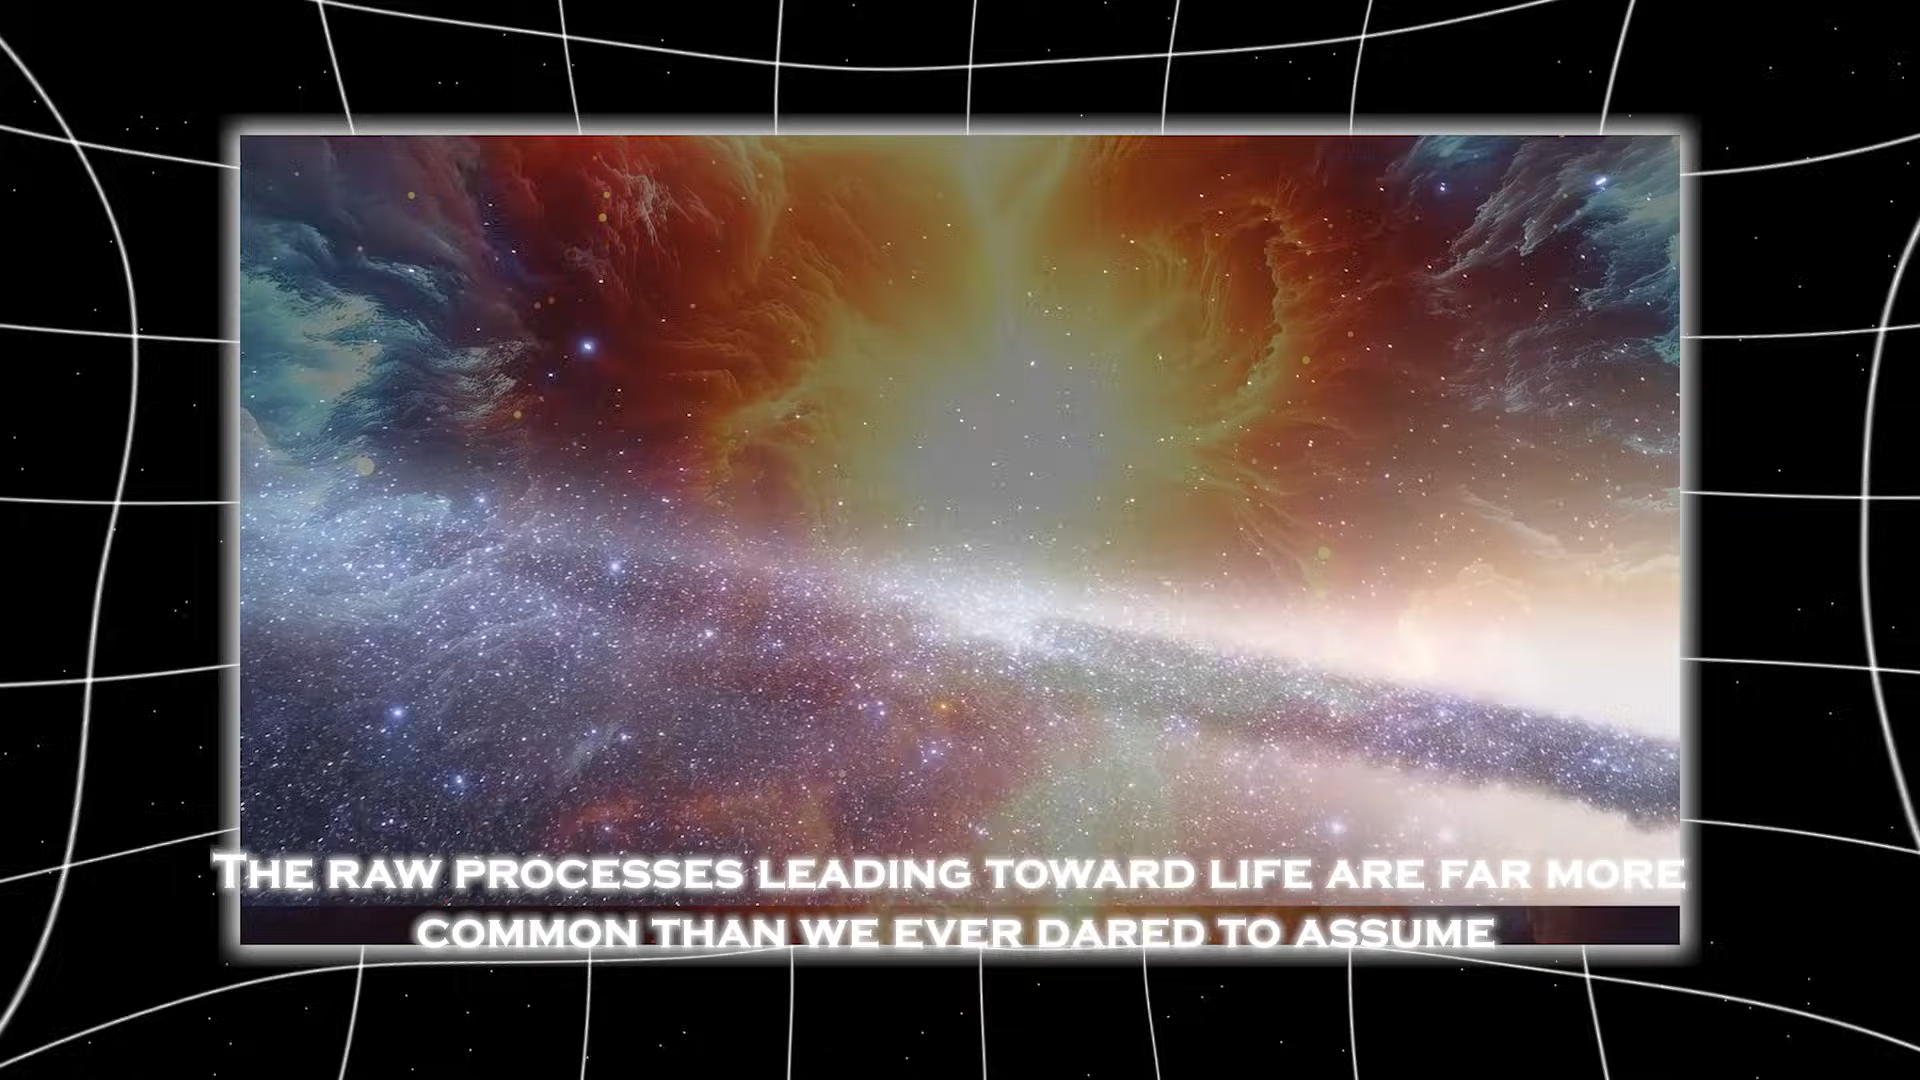 The raw processes leading toward life are far more
common than we ever dared to assume